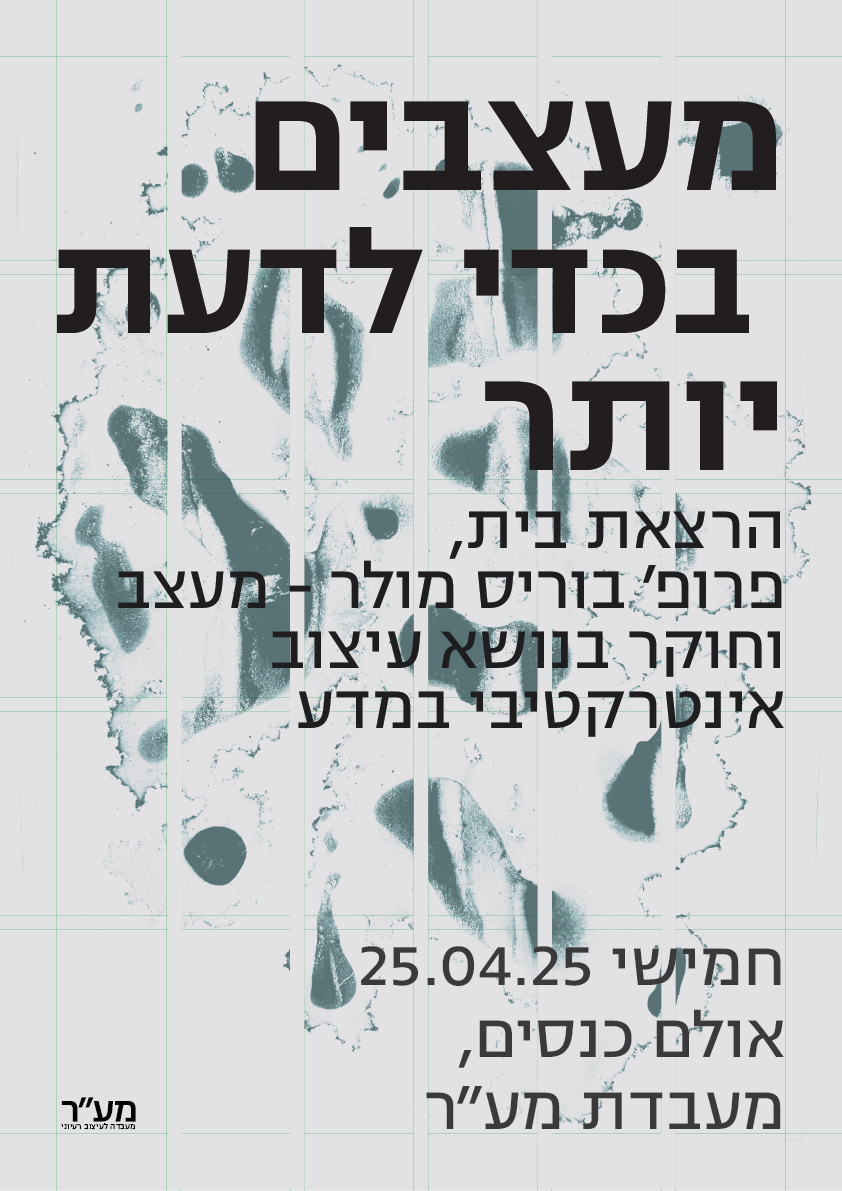 מעצבים
בכדי לדעת
יותר
הרצאת בית,
פרופ׳ בוריס מולר – מעצב
וחוקר בנושא עיצוב
אינטרקטיבי במדע
חמישי 25.04.25
אולם כנסים,
מעבדת מע״ר
מע״ר
מעבדה לעיצוב רעיוני